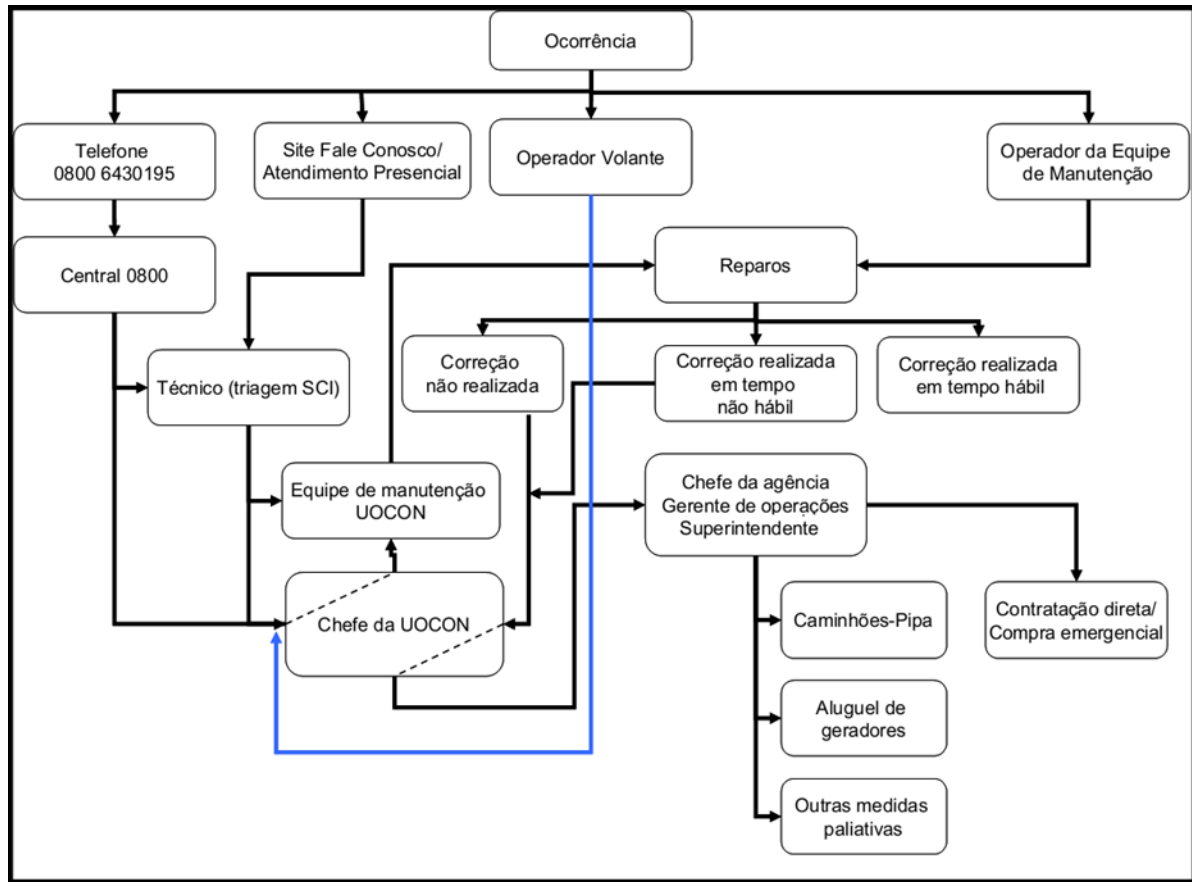 Ocorrência
Telefone
0800 6430195
Site Fale Conosco/
Atendimento Presencial
Operador Volante
Operador da Equipe
de Manutenção
Central 0800
Reparos
Técnico (triagem SCI)
Correção
não realizada
Correção realizada
em tempo
não hábil
Correção realizada
em tempo hábil
Equipe de manutenção
UOCON
Chefe da agência
Gerente de operações
Superintendente
Chefe da UOCON
Caminhões-Pipa
Contratação direta/
Compra emergencial
Aluguel de
geradores
Outras medidas
paliativas